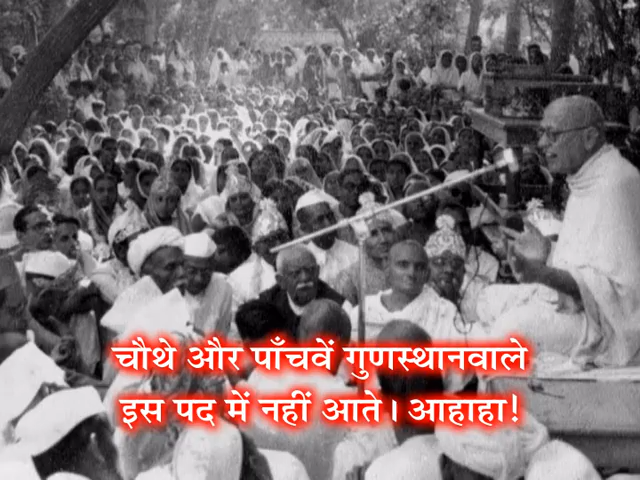 चौथे और पाँचवें गुणस्थानवाले
इस पद में नहीं आते। आहाहा!